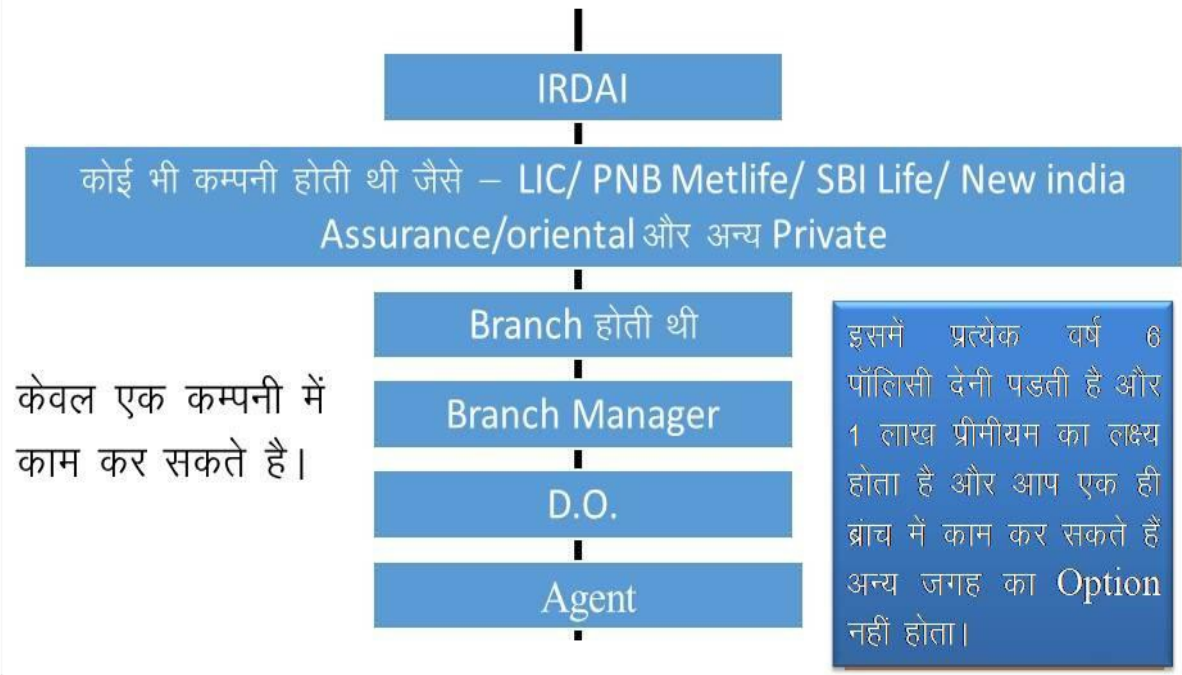 IRDAI
कोई भी कम्पनी होती थी जैसे – LIC/ PNB Metlife/ SBI Life/ New india
Assurance/oriental और अन्य Private
Branch होती थी
Branch Manager
D.O.
Agent
केवल एक कम्पनी में
काम कर सकते है।
इसमें प्रत्येक वर्ष 6
पॉलिसी देनी पडती है और
1 लाख प्रीमीयम का लक्ष्य
होता है और आप एक ही
ब्रांच में काम कर सकते हैं
अन्य जगह का Option
नहीं होता।